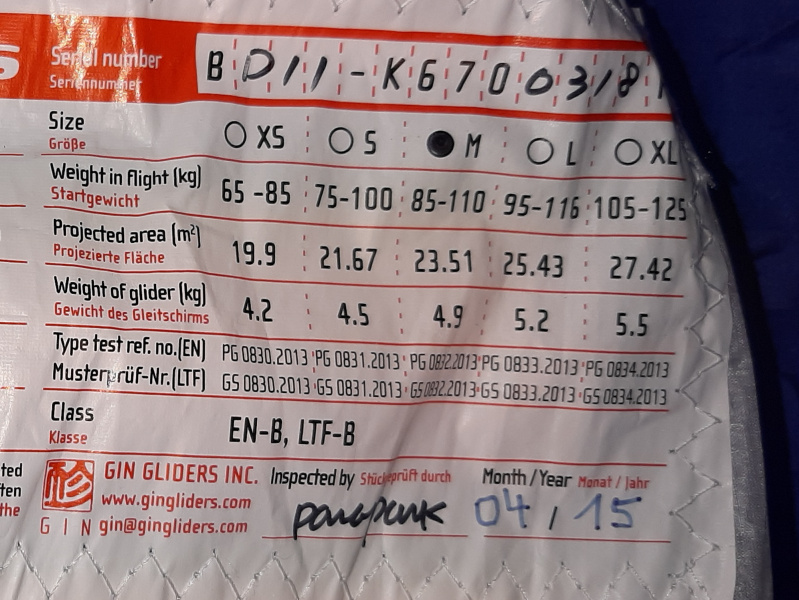 S
Serial number BD11-K6700318
Seriennummer
Size XS S M L XL
Größe
Weight in flight (kg) 65 -85 75-100 85-110 95-116 105-125
Startgewicht
Projected area (m²) 19.9 21.67 23.51 25.43 27.42
Projezierte Fläche
Weight of glider (kg) 4.2 4.5 4.9 5.2 5.5
Gewicht des Gleitschirms
Type test ref. no.(EN) PG 0830.2013 PG 0831.2013 PG 0832.2013 PG 0833.2013 PG 0834.2013
Musterprüf-Nr.(LTF) GS 0830.2013 GS 0831.2013 GS 0832.2013 GS 0833.2013 GS 0834.2013
Class
Klasse
EN-B, LTF-B
ted
ften
the
GIN GLIDERS INC. Inspected by Stückgeprüft durch Month / Year Monat / Jahr
www.gingliders.com
GIN gin@gingliders.com 04 / 15